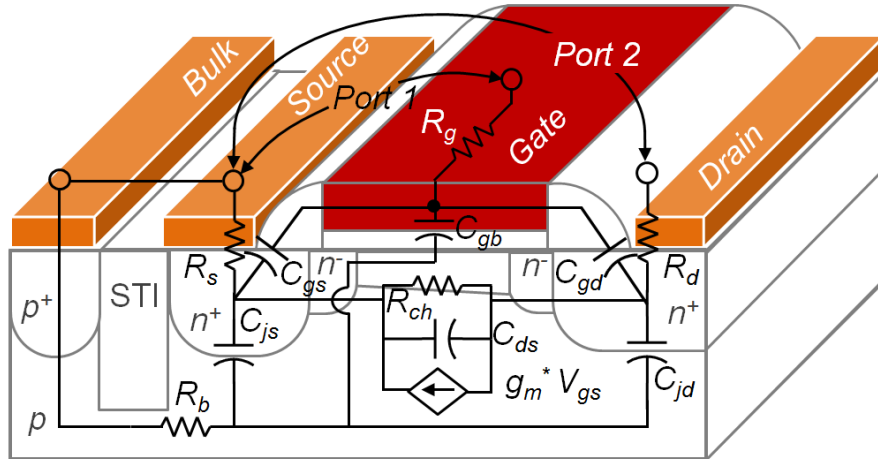 Bulk
Source
Port 1
Port 2
R_g
Gate
Drain
C_gb
R_s
C_gs
n^-
n^-
C_gd
R_d
p^+
STI
n^+
C_js
R_ch
C_ds
n^+
g_m^* V_gs
C_jd
R_b
p